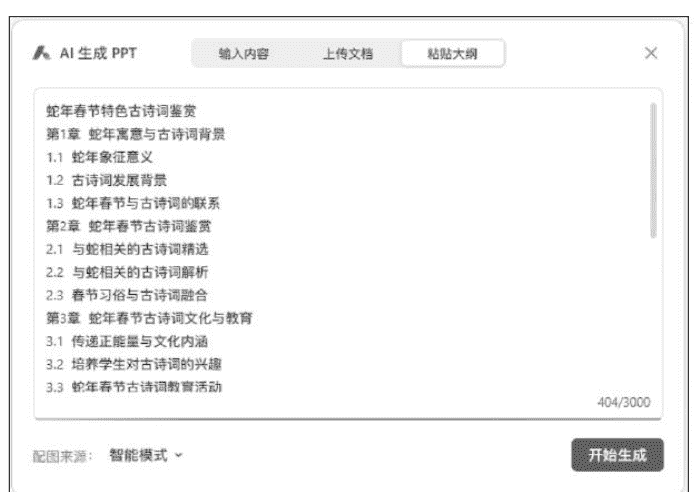 AI 生成 PPT
输入内容
上传文档
粘贴大纲
蛇年春节特色古诗词鉴赏
第1章 蛇年寓意与古诗词背景
1.1 蛇年象征意义
1.2 古诗词发展背景
1.3 蛇年春节与古诗词的联系
第2章 蛇年春节古诗词鉴赏
2.1 与蛇相关的古诗词精选
2.2 与蛇相关的古诗词解析
2.3 春节习俗与古诗词融合
第3章 蛇年春节古诗词文化与教育
3.1 传递正能量与文化内涵
3.2 培养学生对古诗词的兴趣
3.3 蛇年春节古诗词教育活动
404/3000
配图来源： 智能模式
开始生成